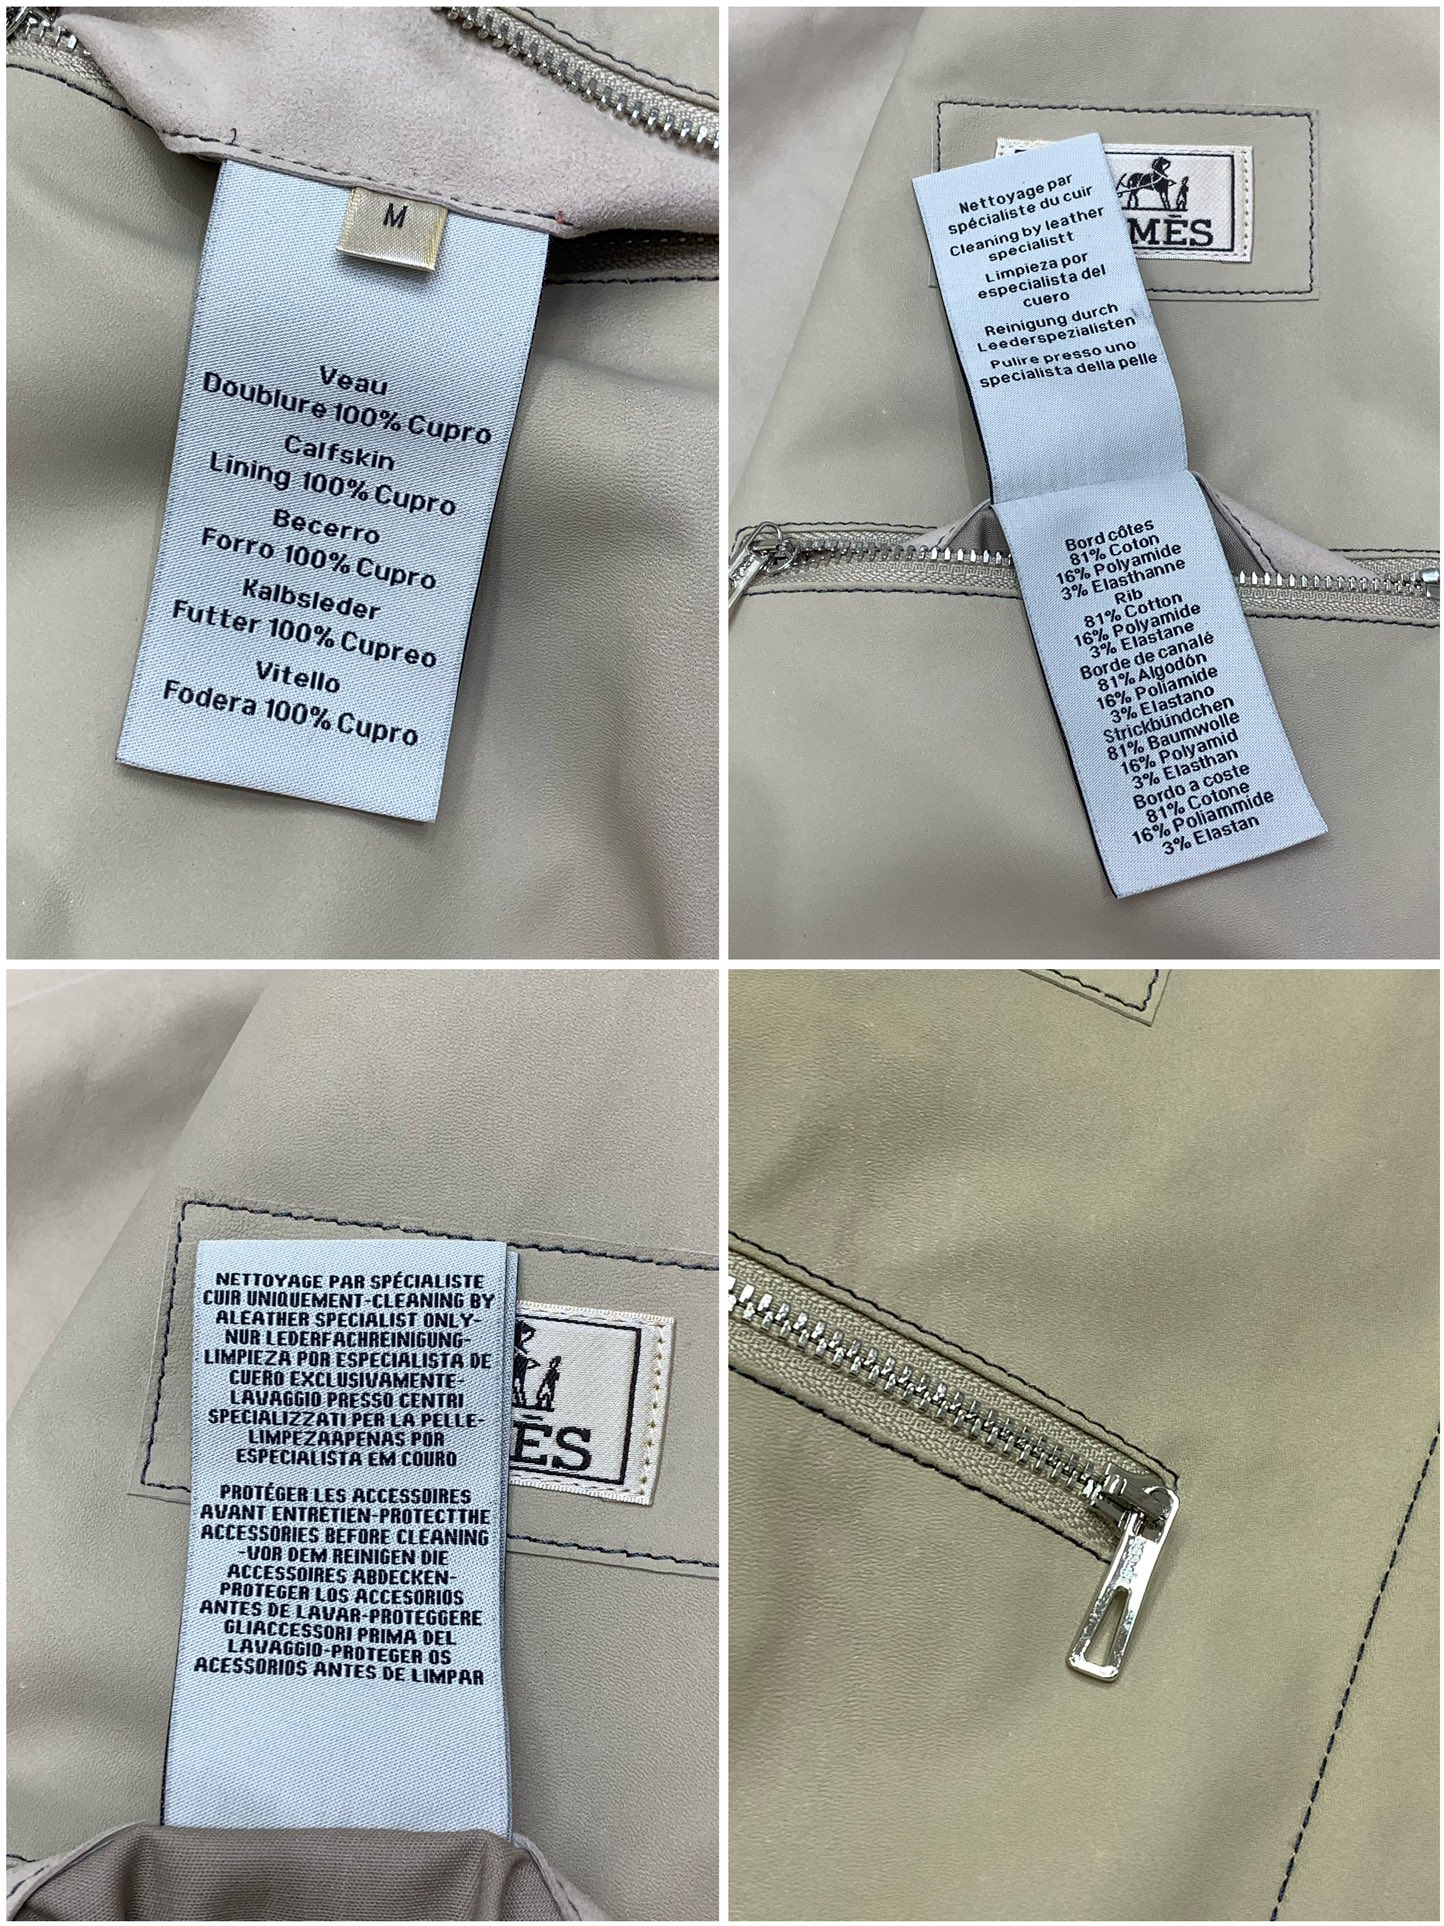 M
Veau
Doublure 100% Cupro
Calfskin
Lining 100% Cupro
Becerro
Forro 100% Cupro
Kalbsleder
Futter 100% Cupreo
Vitello
Fodera 100% Cupro
Nettoyage par
spécialiste du cuir
Cleaning by leather
specialistt
Limpieza por
especialista del
cuero
Reinigung durch
Leederspezialisten
Pulire presso uno
specialista della pelle
MÈS
Bord côtes
81% Coton
16% Polyamide
3% Elasthanne
Rib
81% Cotton
16% Polyamide
3% Elastane
Borde de canalé
81% Algodón
16% Poliamide
3% Elastano
Strickbündchen
81% Baumwolle
16% Polyamid
3% Elasthan
Bordo a coste
81% Cotone
16% Poliammide
3% Elastan
NETTOYAGE PAR SPÉCIALISTE
CUIR UNIQUEMENT-CLEANING BY
ALEATHER SPECIALIST ONLY-
NUR LEDERFACHREINIGUNG-
LIMPIEZA POR ESPECIALISTA DE
CUERO EXCLUSIVAMENTE-
LAVAGGIO PRESSO CENTRI
SPECIALIZZATI PER LA PELLE-
LIMPEZAAPENAS POR
ESPECIALISTA EM COURO
PROTÉGER LES ACCESSOIRES
AVANT ENTRETIEN-PROTECTTHE
ACCESSORIES BEFORE CLEANING
-VOR DEM REINIGEN DIE
ACCESSOIRES ABDECKEN-
PROTEGER LOS ACCESORIOS
ANTES DE LAVAR-PROTEGGERE
GLIACCESSORI PRIMA DEL
LAVAGGIO-PROTEGER OS
ACESSORIOS ANTES DE LIMPAR
ÈS